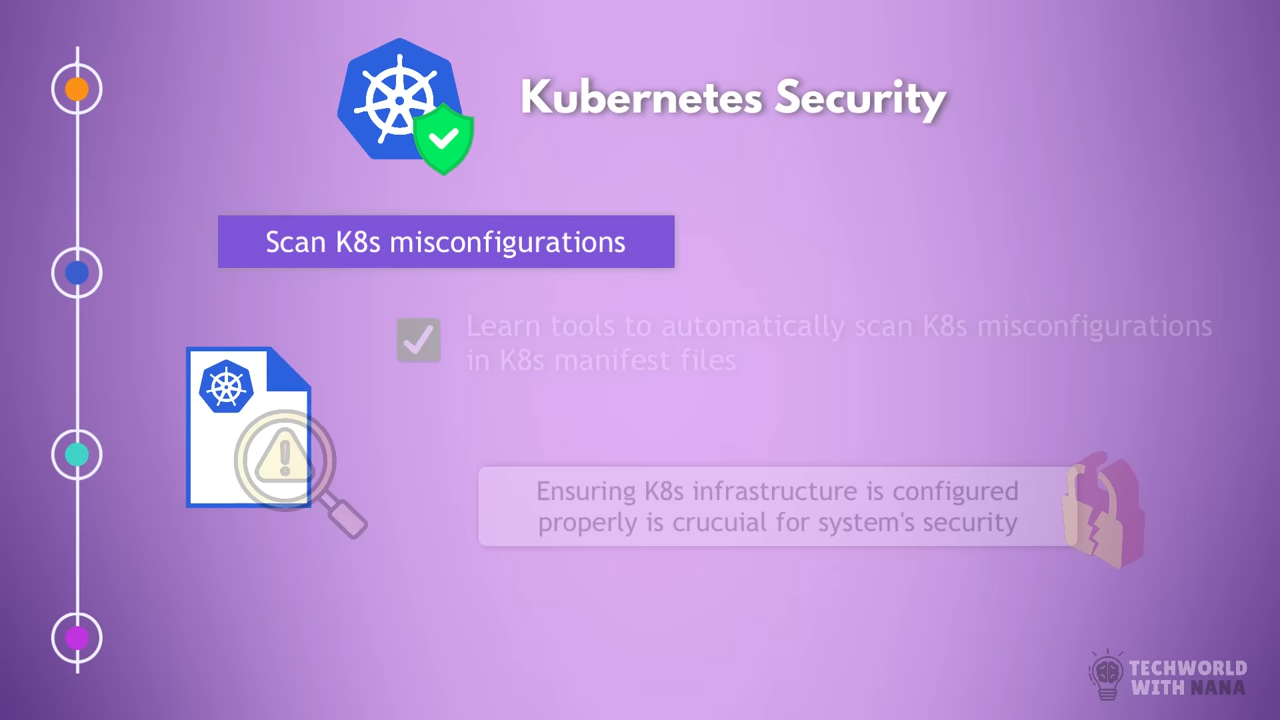 Kubernetes Security
Scan K8s misconfigurations
Learn tools to automatically scan K8s misconfigurations
in K8s manifest files
Ensuring K8s infrastructure is configured
properly is crucuial for system's security
TECHWORLD
WITH NANA